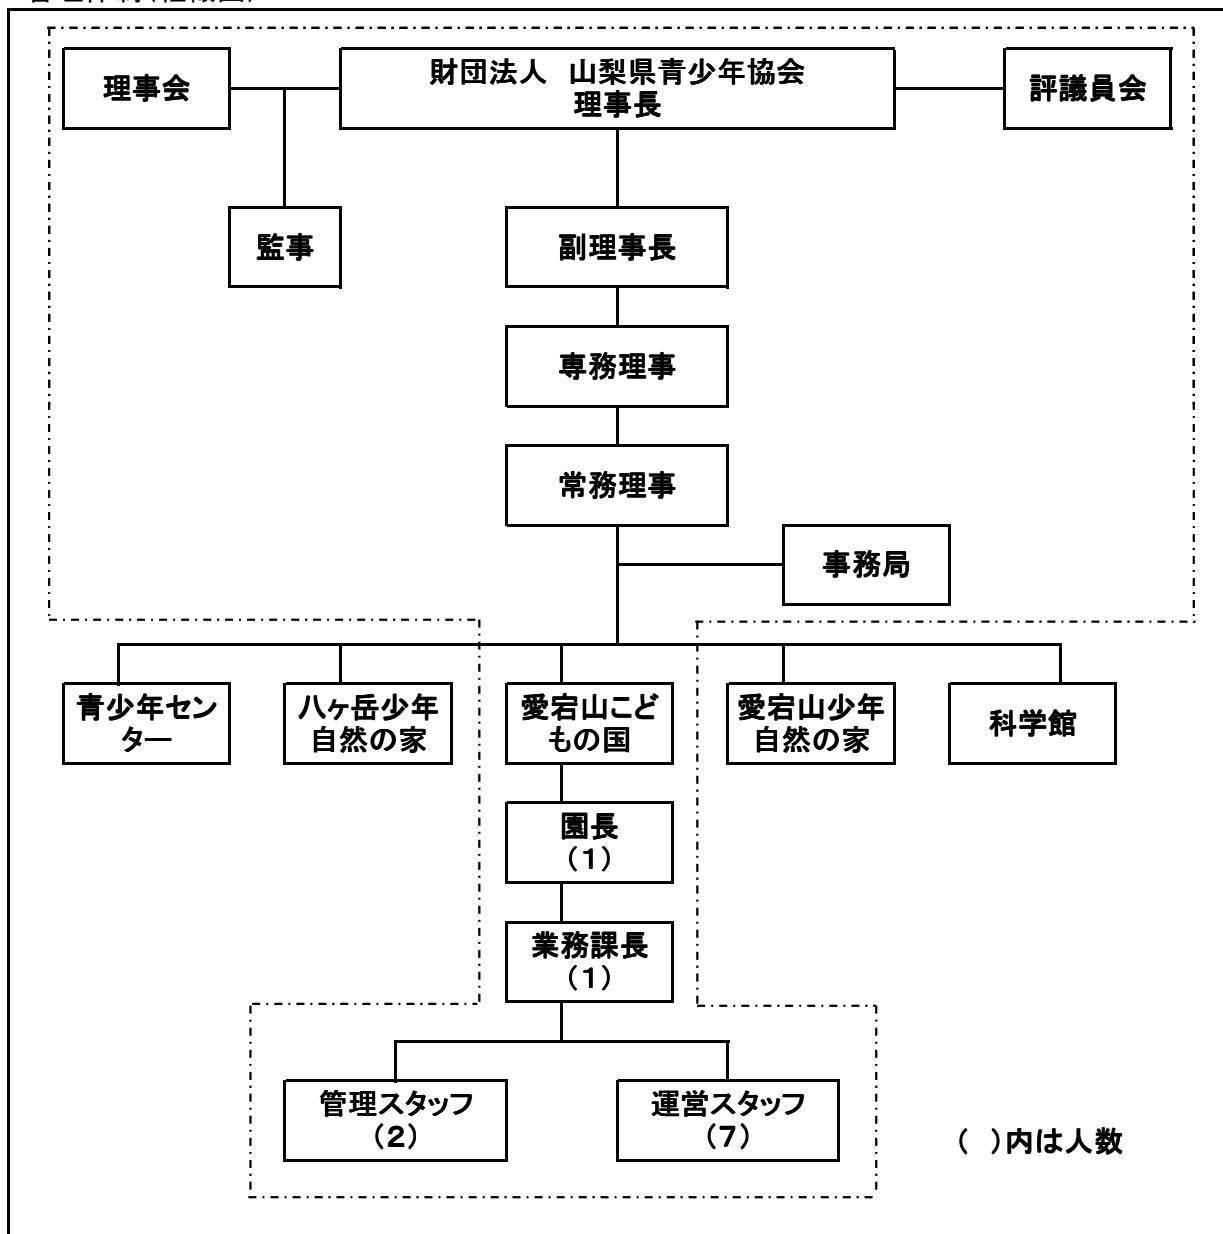 理事会
財団法人　山梨県青少年協会
理事長
評議員会
監事
副理事長
専務理事
常務理事
事務局
青少年セン
ター
八ヶ岳少年
自然の家
愛宕山こど
もの国
愛宕山少年
自然の家
科学館
園長
(1)
業務課長
(1)
管理スタッフ
(2)
運営スタッフ
(7)
(　)内は人数